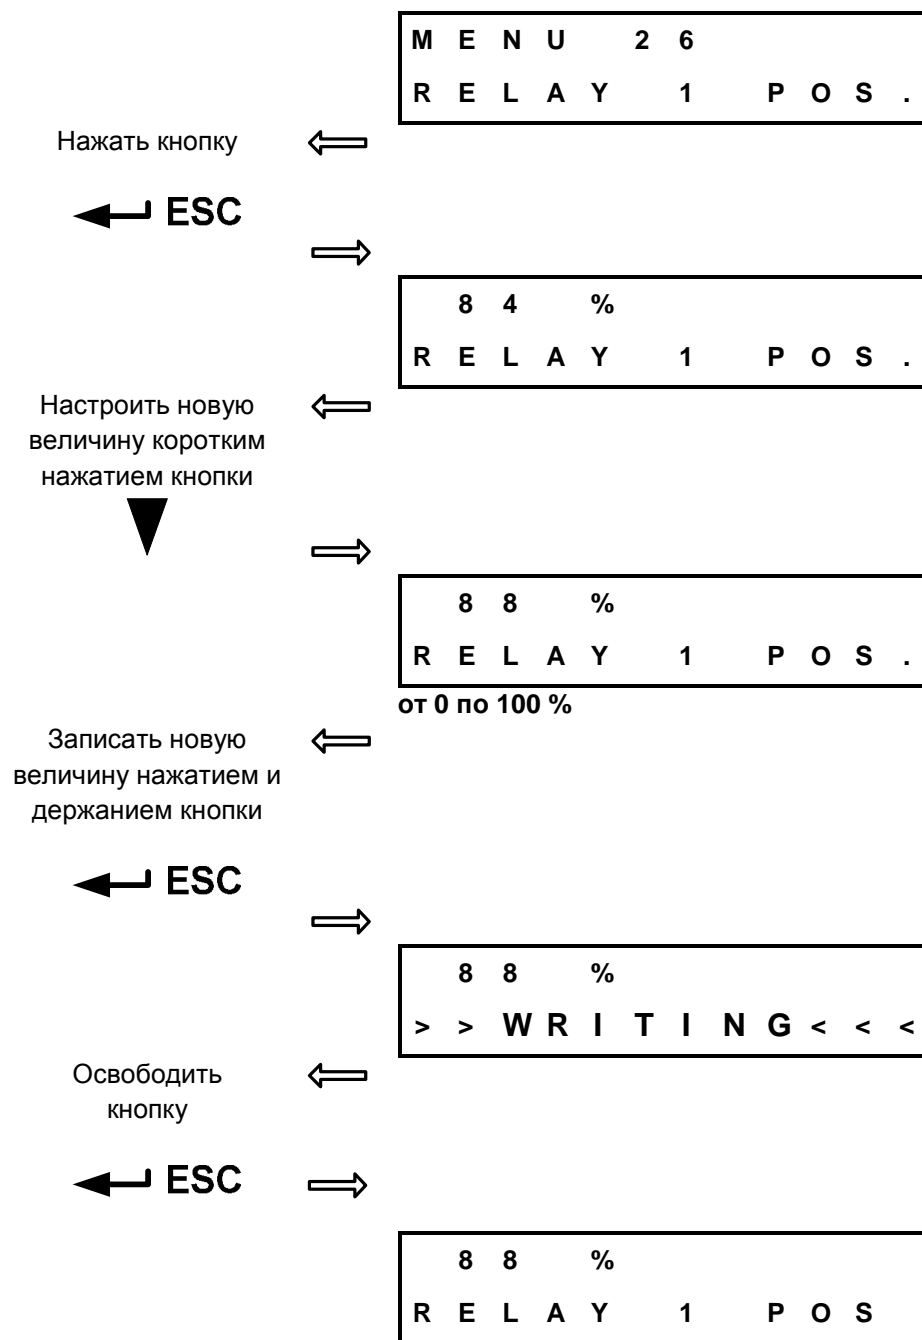 MENU 26
RELAY 1 POS.
Нажать кнопку
ESC
84 %
RELAY 1 POS.
Настроить новую
величину коротким
нажатием кнопки
88 %
RELAY 1 POS.
от 0 по 100 %
Записать новую
величину нажатием и
держанием кнопки
ESC
88 %
>>WRITING<<<
Освободить
кнопку
ESC
88 %
RELAY 1 POS